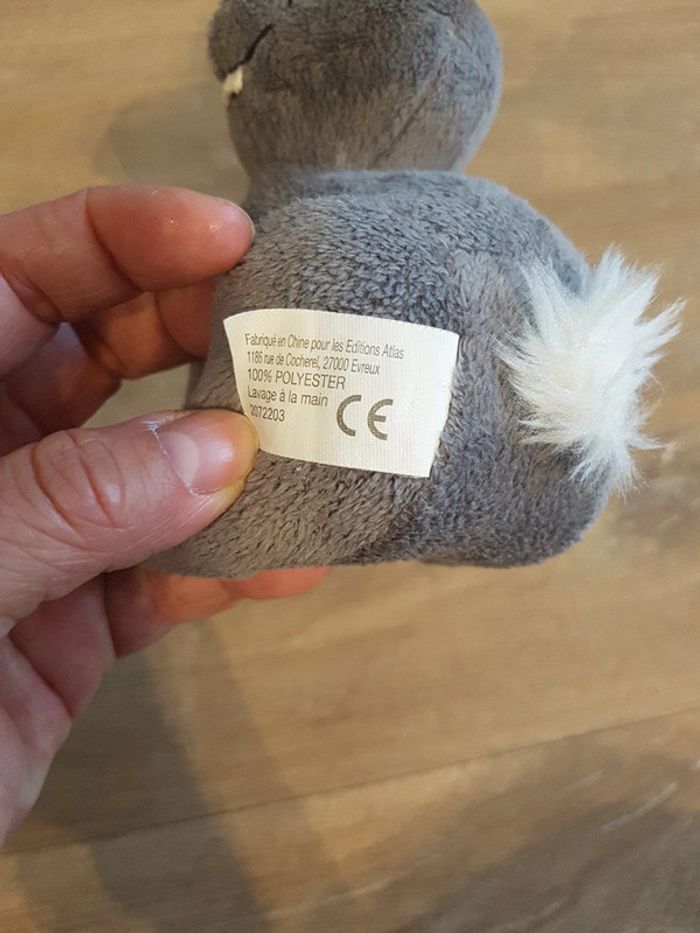 Fabriqué en Chine pour les Editions Atlas
1186 rue de Cocherel, 27000 Evreux
100% POLYESTER
Lavage à la main
2072203
CE